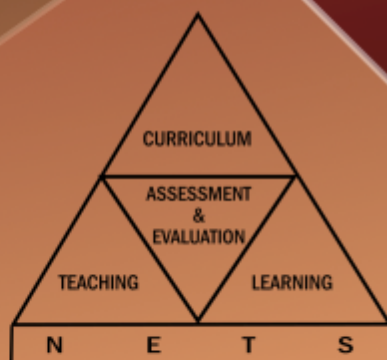 CURRICULUM
ASSESSMENT
&
EVALUATION
TEACHING LEARNING
N E T S